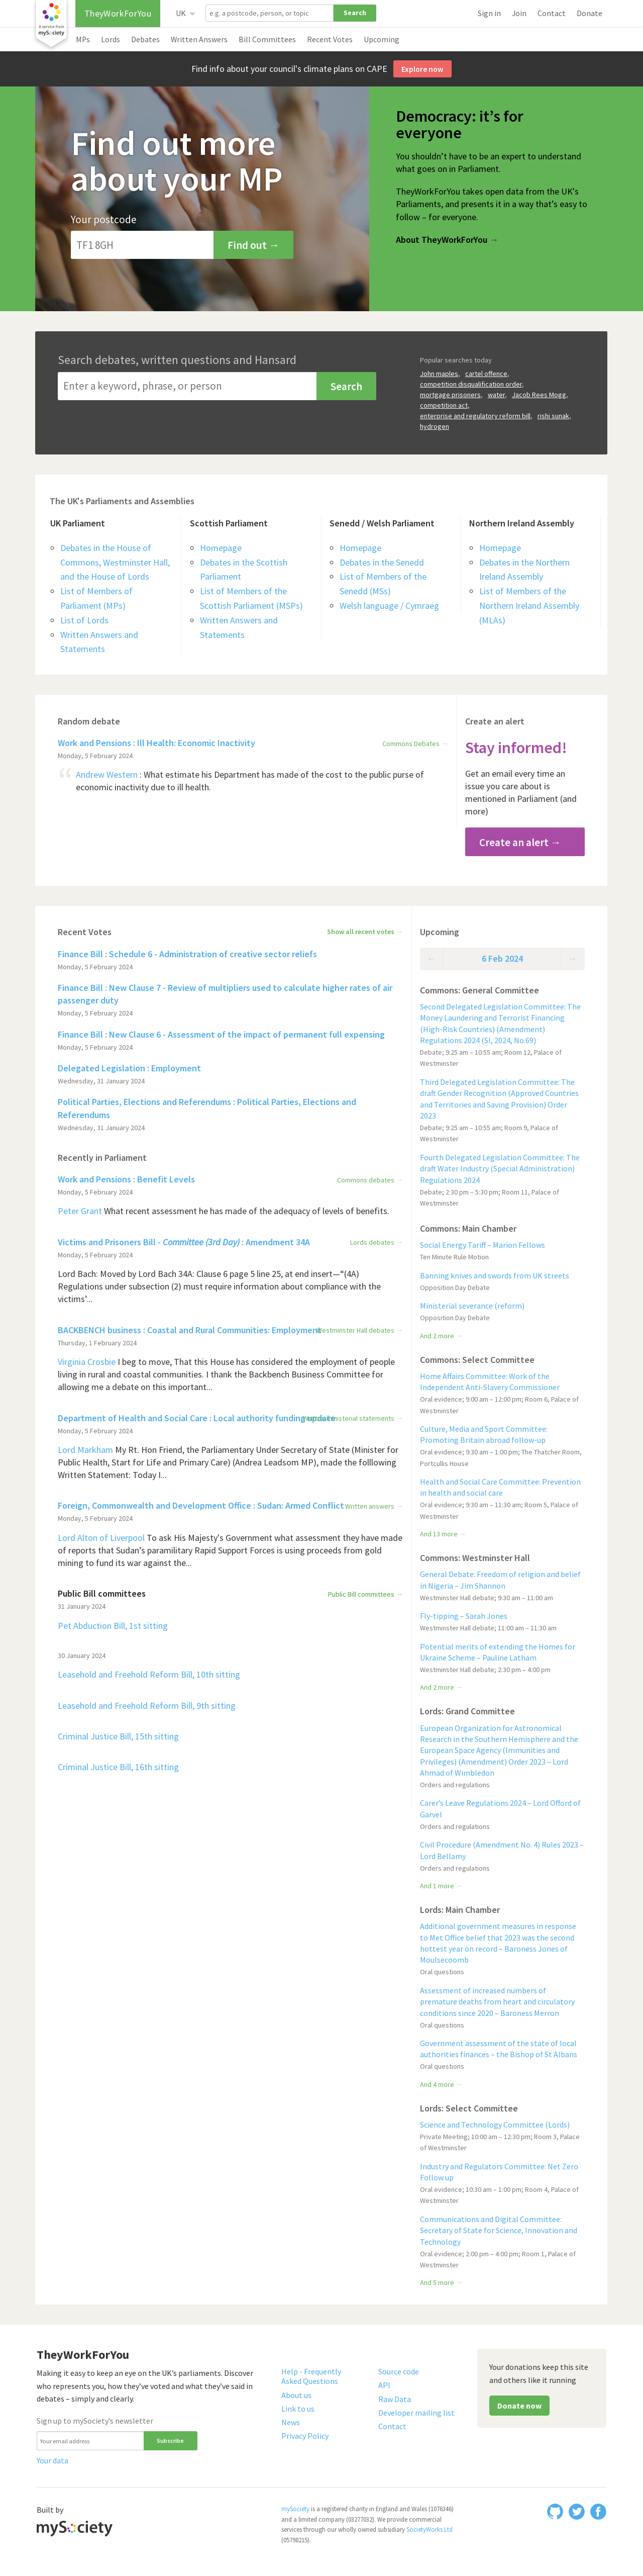 a service from
mySociety
TheyWorkForYou
UK
e.g. a postcode, person, or topic
Search
Sign in
Join
Contact
Donate
MPs
Lords
Debates
Written Answers
Bill Committees
Recent Votes
Upcoming
Find info about your council's climate plans on CAPE
Explore now
Find out more
about your MP
Your postcode
TF1 8GH
Find out →
Democracy: it's for
everyone
You shouldn't have to be an expert to understand
what goes on in Parliament.
TheyWorkForYou takes open data from the UK's
Parliaments, and presents it in a way that's easy to
follow – for everyone.
About TheyWorkForYou →
Search debates, written questions and Hansard
Enter a keyword, phrase, or person
Search
Popular searches today
John maples, cartel offence,
competition disqualification order,
mortgage prisoners, water, Jacob Rees Mogg,
competition act,
enterprise and regulatory reform bill, rishi sunak,
hydrogen
The UK's Parliaments and Assemblies
UK Parliament
Debates in the House of
Commons, Westminster Hall,
and the House of Lords
List of Members of
Parliament (MPs)
List of Lords
Written Answers and
Statements
Scottish Parliament
Homepage
Debates in the Scottish
Parliament
List of Members of the
Scottish Parliament (MSPs)
Written Answers and
Statements
Senedd / Welsh Parliament
Homepage
Debates in the Senedd
List of Members of the
Senedd (MSs)
Welsh language / Cymraeg
Northern Ireland Assembly
Homepage
Debates in the Northern
Ireland Assembly
List of Members of the
Northern Ireland Assembly
(MLAs)
Random debate
Work and Pensions : Ill Health: Economic Inactivity
Commons Debates →
Monday, 5 February 2024
Andrew Western : What estimate his Department has made of the cost to the public purse of
economic inactivity due to ill health.
Create an alert
Stay informed!
Get an email every time an
issue you care about is
mentioned in Parliament (and
more)
Create an alert →
Recent Votes
Show all recent votes →
Finance Bill : Schedule 6 - Administration of creative sector reliefs
Monday, 5 February 2024
Finance Bill : New Clause 7 - Review of multipliers used to calculate higher rates of air
passenger duty
Monday, 5 February 2024
Finance Bill : New Clause 6 - Assessment of the impact of permanent full expensing
Monday, 5 February 2024
Delegated Legislation : Employment
Wednesday, 31 January 2024
Political Parties, Elections and Referendums : Political Parties, Elections and
Referendums
Wednesday, 31 January 2024
Recently in Parliament
Work and Pensions : Benefit Levels
Commons debates →
Monday, 5 February 2024
Peter Grant What recent assessment he has made of the adequacy of levels of benefits.
Victims and Prisoners Bill - Committee (3rd Day) : Amendment 34A
Lords debates →
Monday, 5 February 2024
Lord Bach: Moved by Lord Bach 34A: Clause 6 page 5 line 25, at end insert—“(4A)
Regulations under subsection (2) must require information about compliance with the
victims’...
BACKBENCH business : Coastal and Rural Communities: Employment
Westminster Hall debates →
Thursday, 1 February 2024
Virginia Crosbie I beg to move, That this House has considered the employment of people
living in rural and coastal communities. I thank the Backbench Business Committee for
allowing me a debate on this important...
Department of Health and Social Care : Local authority funding update
Written ministerial statements →
Monday, 5 February 2024
Lord Markham My Rt. Hon Friend, the Parliamentary Under Secretary of State (Minister for
Public Health, Start for Life and Primary Care) (Andrea Leadsom MP), made the folllowing
Written Statement: Today I...
Foreign, Commonwealth and Development Office : Sudan: Armed Conflict
Written answers →
Monday, 5 February 2024
Lord Alton of Liverpool To ask His Majesty's Government what assessment they have made
of reports that Sudan’s paramilitary Rapid Support Forces is using proceeds from gold
mining to fund its war against the...
Public Bill committees
Public Bill committees →
31 January 2024
Pet Abduction Bill, 1st sitting
30 January 2024
Leasehold and Freehold Reform Bill, 10th sitting
Leasehold and Freehold Reform Bill, 9th sitting
Criminal Justice Bill, 15th sitting
Criminal Justice Bill, 16th sitting
Upcoming
← 6 Feb 2024 →
Commons: General Committee
Second Delegated Legislation Committee: The
Money Laundering and Terrorist Financing
(High-Risk Countries) (Amendment)
Regulations 2024 (SI, 2024, No.69)
Debate; 9:25 am – 10:55 am; Room 12, Palace of
Westminster
Third Delegated Legislation Committee: The
draft Gender Recognition (Approved Countries
and Territories and Saving Provision) Order
2023
Debate; 9:25 am – 10:55 am; Room 9, Palace of
Westminster
Fourth Delegated Legislation Committee: The
draft Water Industry (Special Administration)
Regulations 2024
Debate; 2:30 pm – 5:30 pm; Room 11, Palace of
Westminster
Commons: Main Chamber
Social Energy Tariff – Marion Fellows
Ten Minute Rule Motion
Banning knives and swords from UK streets
Opposition Day Debate
Ministerial severance (reform)
Opposition Day Debate
And 2 more →
Commons: Select Committee
Home Affairs Committee: Work of the
Independent Anti-Slavery Commissioner
Oral evidence; 9:00 am – 12:00 pm; Room 6, Palace of
Westminster
Culture, Media and Sport Committee:
Promoting Britain abroad follow-up
Oral evidence; 9:30 am – 1:00 pm; The Thatcher Room,
Portcullis House
Health and Social Care Committee: Prevention
in health and social care
Oral evidence; 9:30 am – 11:30 am; Room 5, Palace of
Westminster
And 13 more →
Commons: Westminster Hall
General Debate: Freedom of religion and belief
in Nigeria – Jim Shannon
Westminster Hall debate; 9:30 am – 11:00 am
Fly-tipping – Sarah Jones
Westminster Hall debate; 11:00 am – 11:30 am
Potential merits of extending the Homes for
Ukraine Scheme – Pauline Latham
Westminster Hall debate; 2:30 pm – 4:00 pm
And 2 more →
Lords: Grand Committee
European Organization for Astronomical
Research in the Southern Hemisphere and the
European Space Agency (Immunities and
Privileges) (Amendment) Order 2023 – Lord
Ahmad of Wimbledon
Orders and regulations
Carer’s Leave Regulations 2024 – Lord Offord of
Garvel
Orders and regulations
Civil Procedure (Amendment No. 4) Rules 2023 –
Lord Bellamy
Orders and regulations
And 1 more →
Lords: Main Chamber
Additional government measures in response
to Met Office belief that 2023 was the second
hottest year on record – Baroness Jones of
Moulsecoomb
Oral questions
Assessment of increased numbers of
premature deaths from heart and circulatory
conditions since 2020 – Baroness Merron
Oral questions
Government assessment of the state of local
authorities finances – the Bishop of St Albans
Oral questions
And 4 more →
Lords: Select Committee
Science and Technology Committee (Lords)
Private Meeting; 10:00 am – 12:30 pm; Room 3, Palace
of Westminster
Industry and Regulators Committee: Net Zero
Follow up
Oral evidence; 10:30 am – 1:00 pm; Room 4, Palace of
Westminster
Communications and Digital Committee:
Secretary of State for Science, Innovation and
Technology
Oral evidence; 2:00 pm – 4:00 pm; Room 1, Palace of
Westminster
And 5 more →
TheyWorkForYou
Making it easy to keep an eye on the UK’s parliaments. Discover
who represents you, how they’ve voted and what they’ve said in
debates – simply and clearly.
Sign up to mySociety’s newsletter
Your email address
Subscribe
Your data
Help - Frequently
Asked Questions
About us
Link to us
News
Privacy Policy
Source code
API
Raw Data
Developer mailing list
Contact
Your donations keep this site
and others like it running
Donate now
Built by
mySociety
mySociety is a registered charity in England and Wales (1076346)
and a limited company (03277032). We provide commercial
services through our wholly owned subsidiary SocietyWorks Ltd
(05798215).